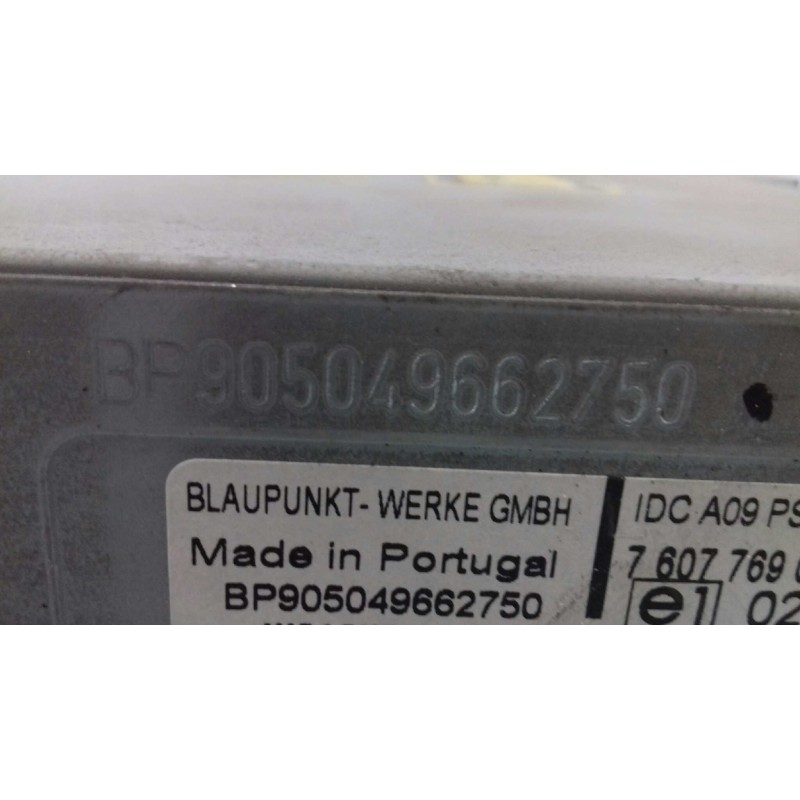 BP905049662750
BLAUPUNKT- WERKE GMBH
Made in Portugal
BP905049662750
IDC A09 PS
7 607 769
e1 02